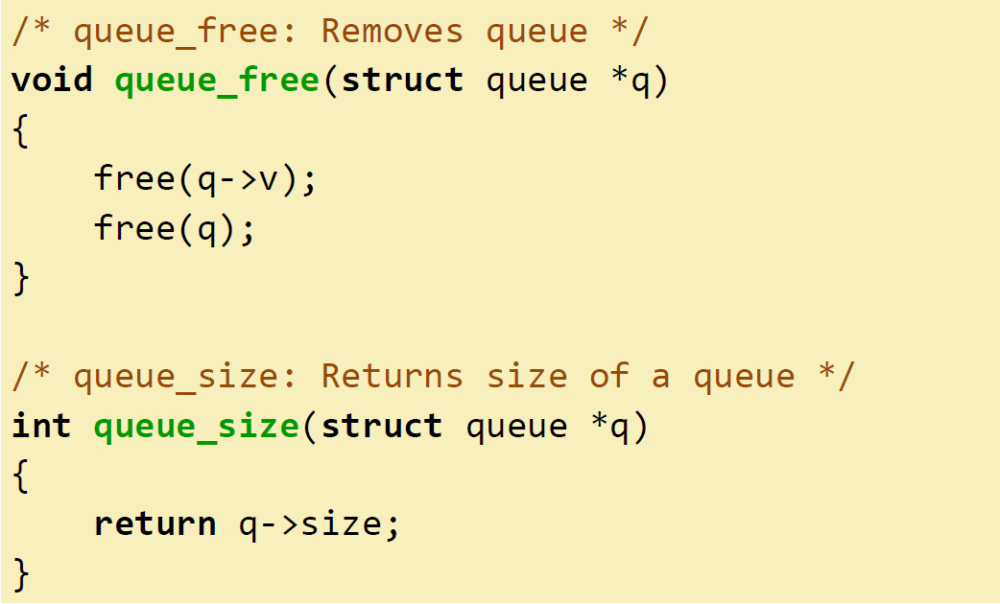 /* queue_free: Removes queue */
void queue_free(struct queue *q)
{
    free(q->v);
    free(q);
}

/* queue_size: Returns size of a queue */
int queue_size(struct queue *q)
{
    return q->size;
}